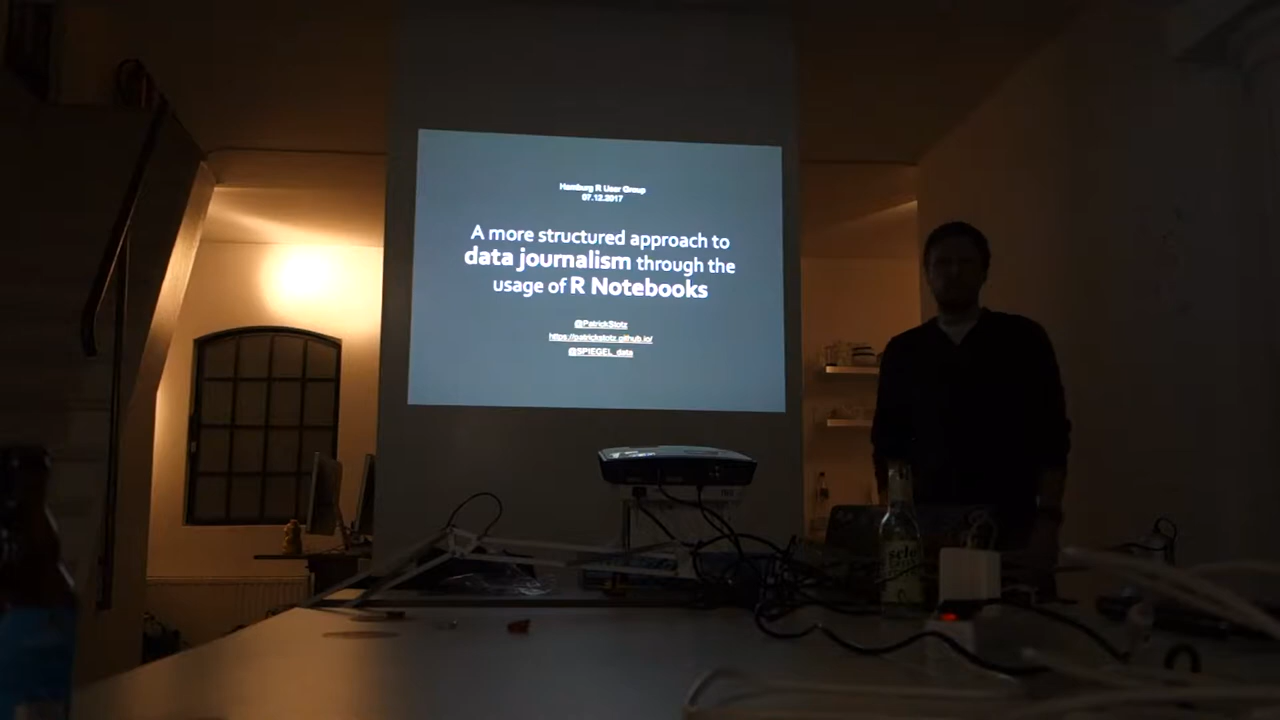 Hamburg R User Group
07.12.2017
A more structured approach to
data journalism through the
usage of R Notebooks
@PatrickStotz
https://patrickstotz.github.io/
@SPIEGEL_data